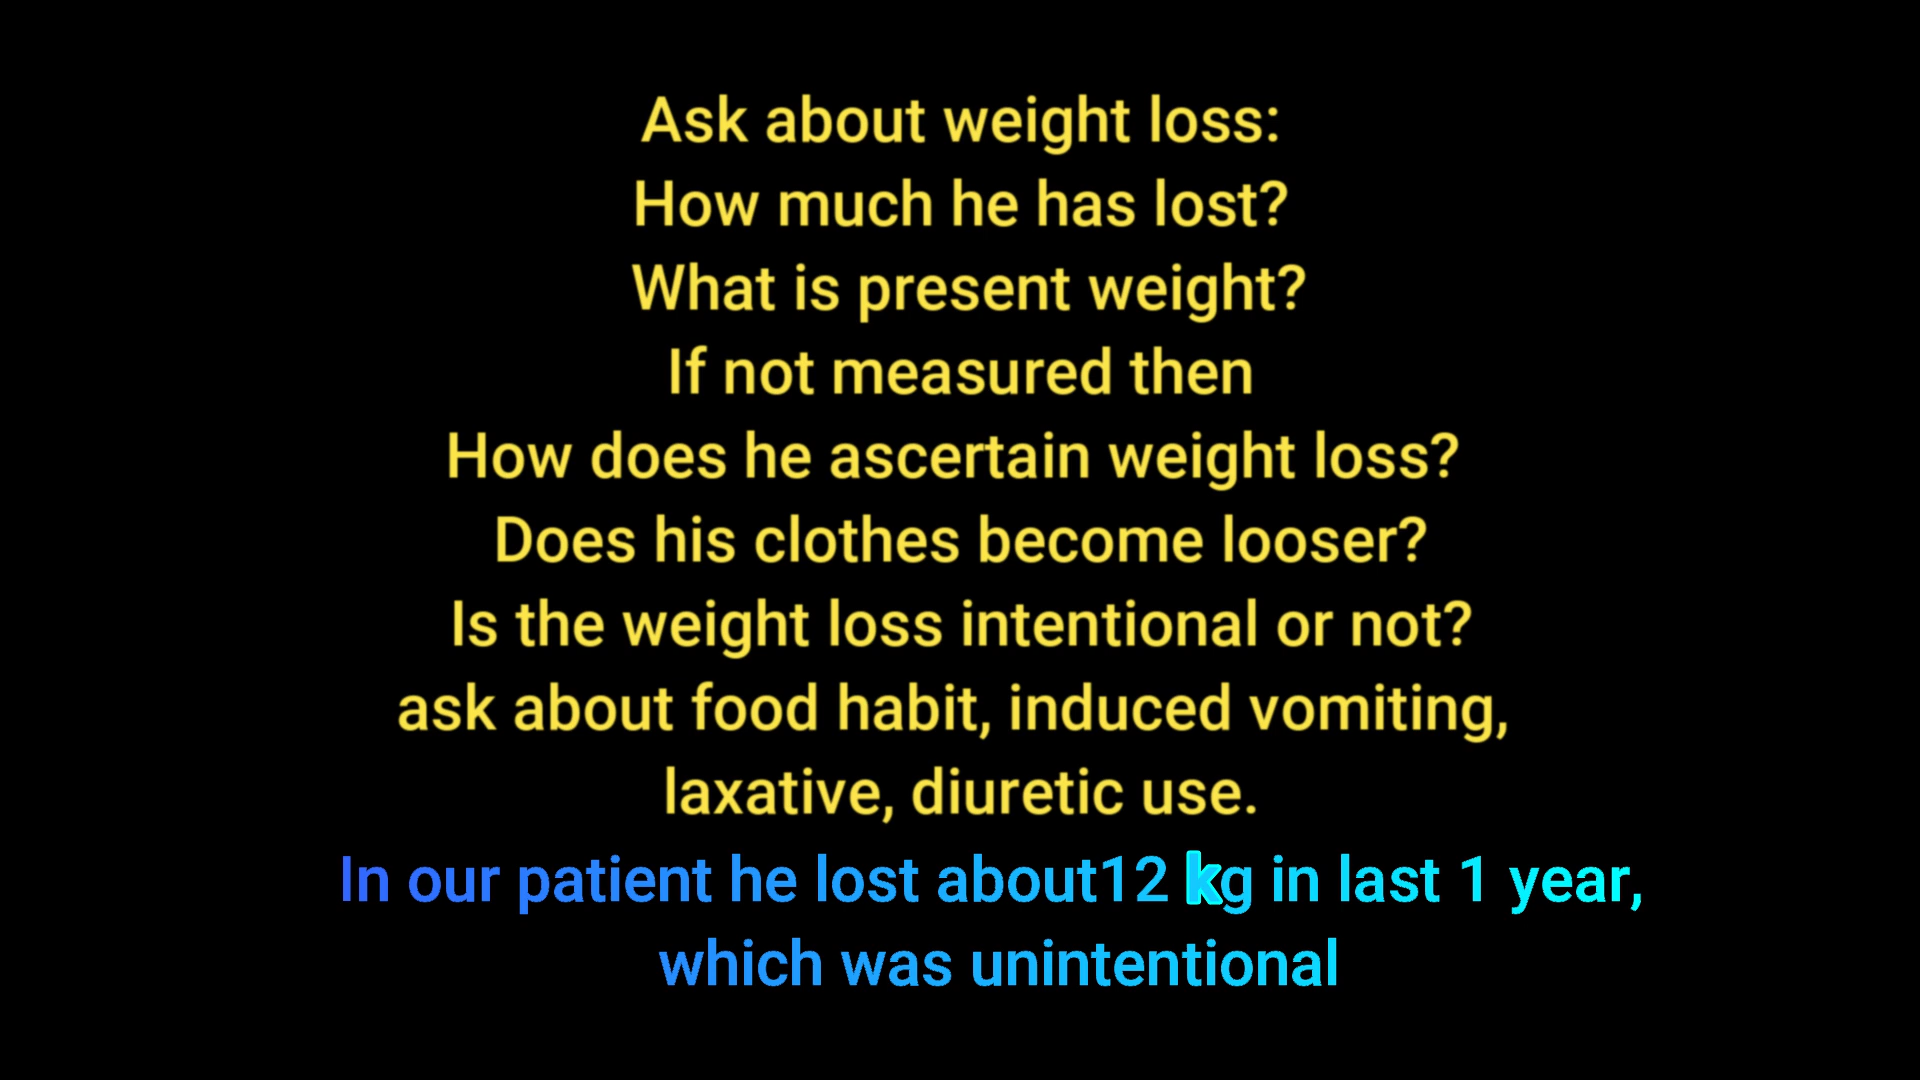 Ask about weight loss:
How much he has lost?
What is present weight?
If not measured then
How does he ascertain weight loss?
Does his clothes become looser?
Is the weight loss intentional or not?
ask about food habit, induced vomiting,
laxative, diuretic use.
In our patient he lost about12 kg in last 1 year,
which was unintentional